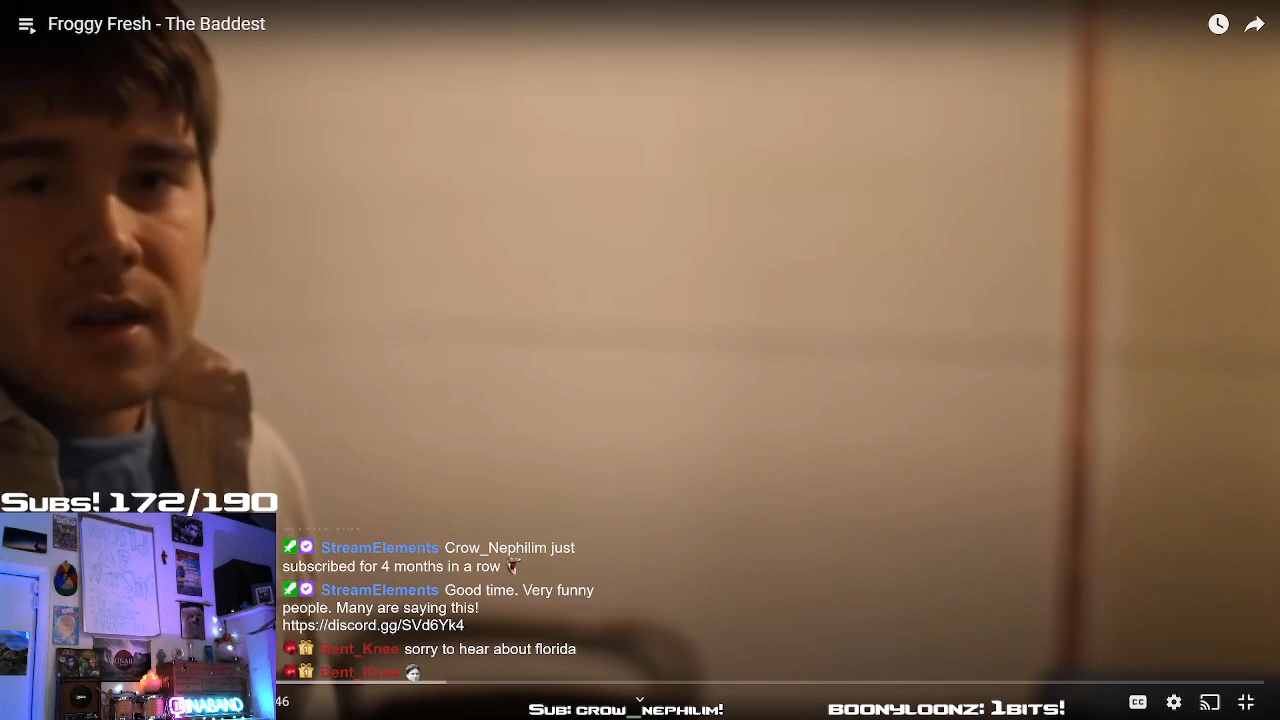 Froggy Fresh - The Baddest
Subs! 172/190
StreamElements Crow_Nephilim just
subscribed for 4 months in a row
StreamElements Good time. Very funny
people. Many are saying this!
https://discord.gg/SVd6Yk4
Bent_Knee sorry to hear about florida
Bent_Knee
46
CC
Sub: crow_nephilim!
boonyloonz: 1bits!